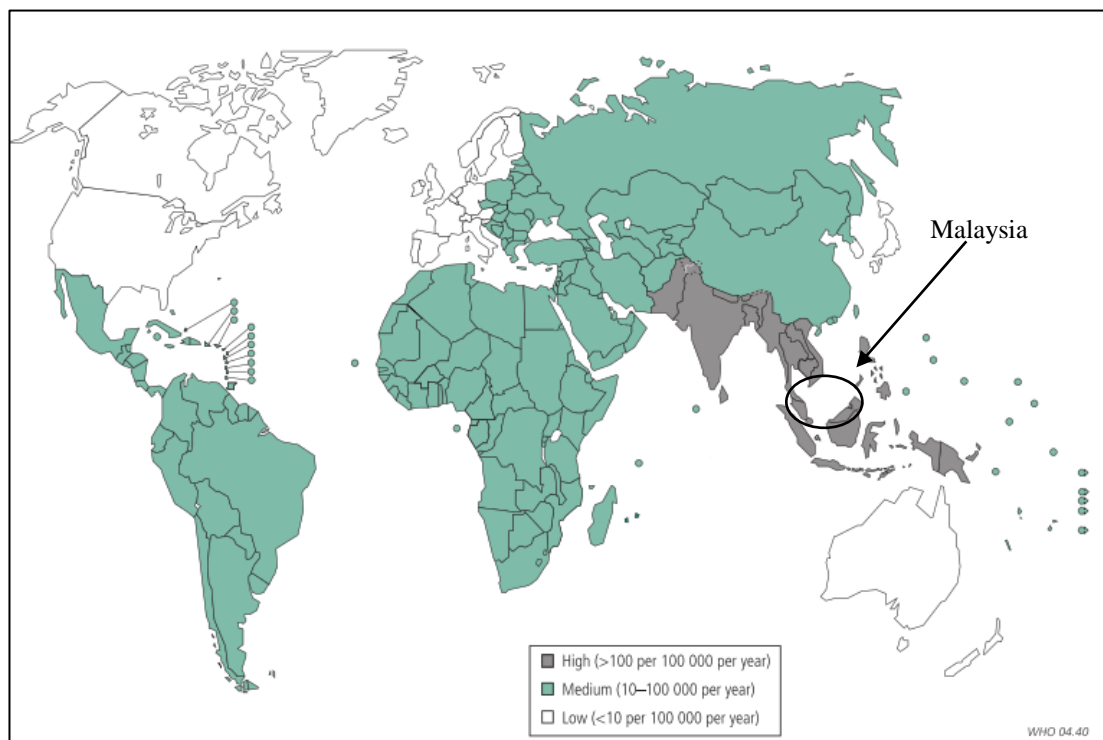 Malaysia
High (>100 per 100 000 per year)
Medium (10–100 000 per year)
Low (<10 per 100 000 per year)
WHO 04.40